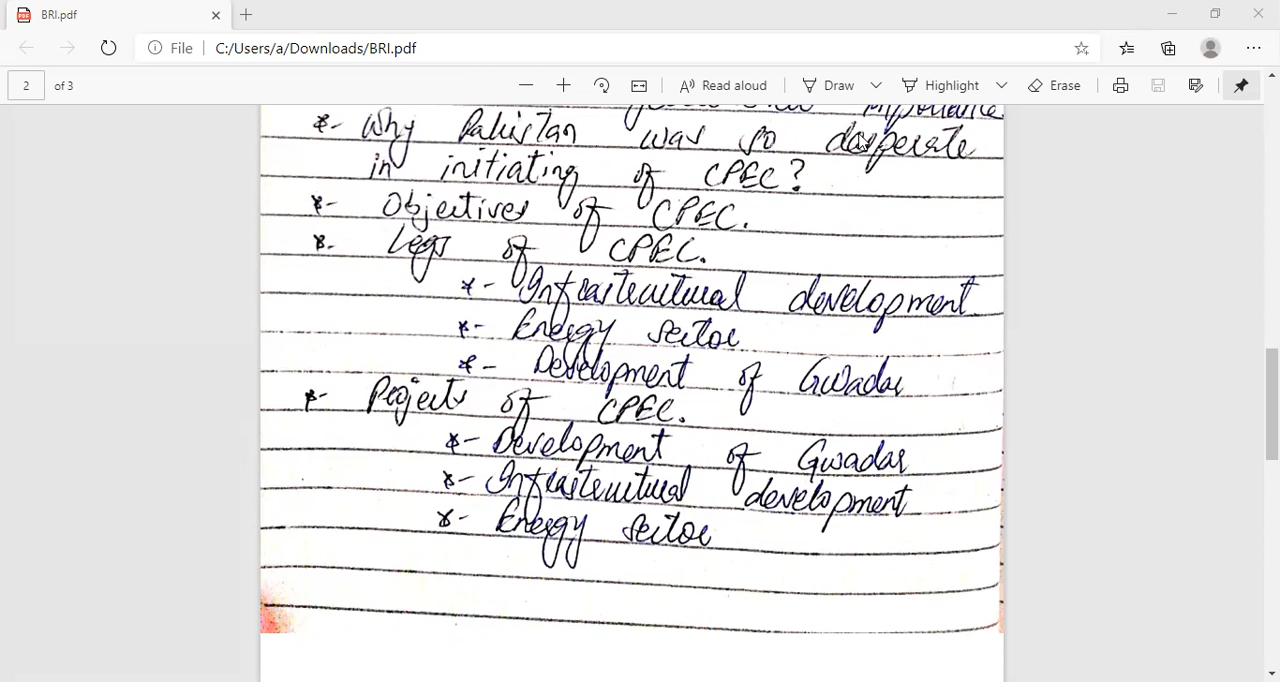 BRI.pdf
File C:/Users/a/Downloads/BRI.pdf
2 of 3 Read aloud Draw Highlight Erase
importance
*- Why Pakistan was so desperate
in initiating of CPEC?
*- Objectives of CPEC.
*- Legs of CPEC.
*- Infrastructural development
*- Energy sector
*- Development of Gwadar
*- Projects of CPEC.
*- Development of Gwadar
*- Infrastructural development
*- Energy sector